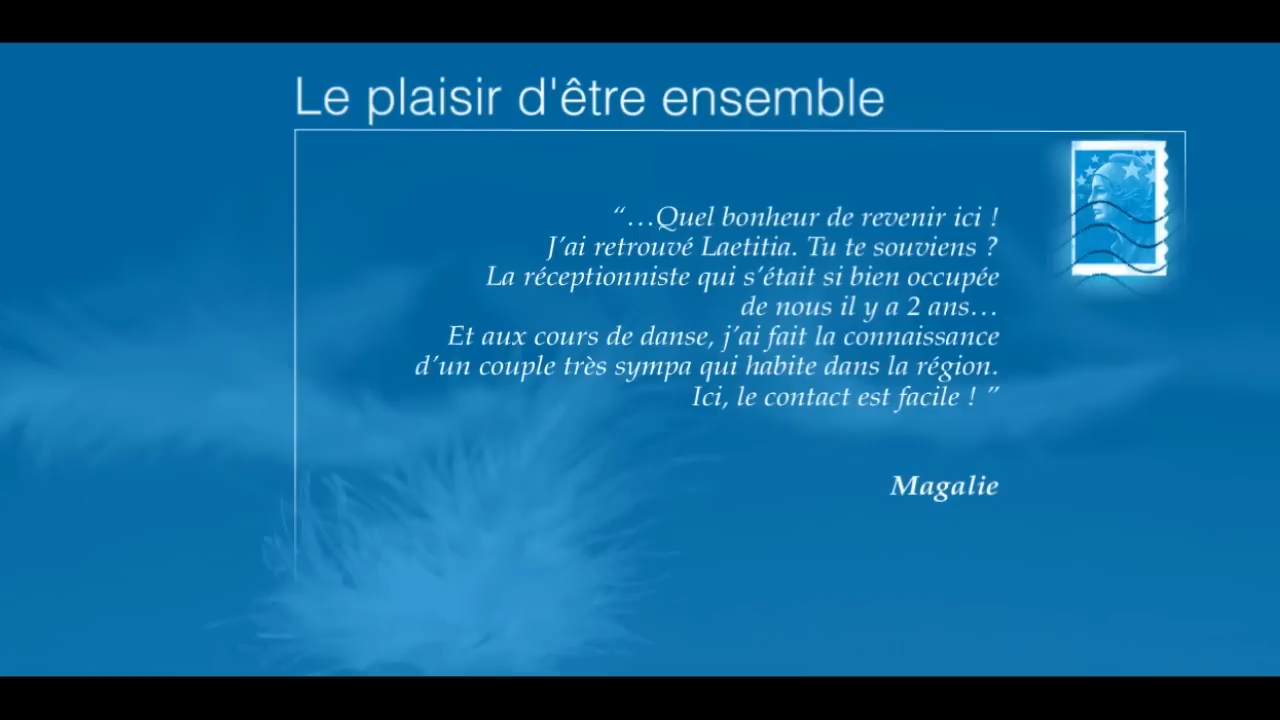 Le plaisir d'être ensemble
“…Quel bonheur de revenir ici !
J’ai retrouvé Laetitia. Tu te souviens ?
La réceptionniste qui s’était si bien occupée
de nous il y a 2 ans…
Et aux cours de danse, j’ai fait la connaissance
d’un couple très sympa qui habite dans la région.
Ici, le contact est facile ! ”
Magalie